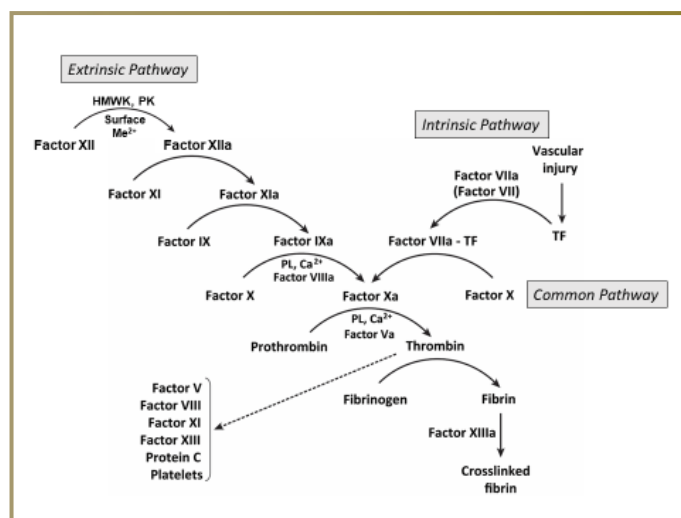 Extrinsic Pathway
HMWK, PK
Surface
Me²⁺
Factor XII
Factor XIIa
Intrinsic Pathway
Vascular
injury
Factor VIIa
(Factor VII)
Factor XI
Factor XIa
TF
Factor IX
Factor IXa
Factor VIIa - TF
PL, Ca²⁺
Factor VIIIa
Factor X
Factor Xa
Factor X
Common Pathway
PL, Ca²⁺
Factor Va
Prothrombin
Thrombin
Factor V
Factor VIII
Factor XI
Factor XIII
Protein C
Platelets
Fibrinogen
Fibrin
Factor XIIIa
Crosslinked
fibrin